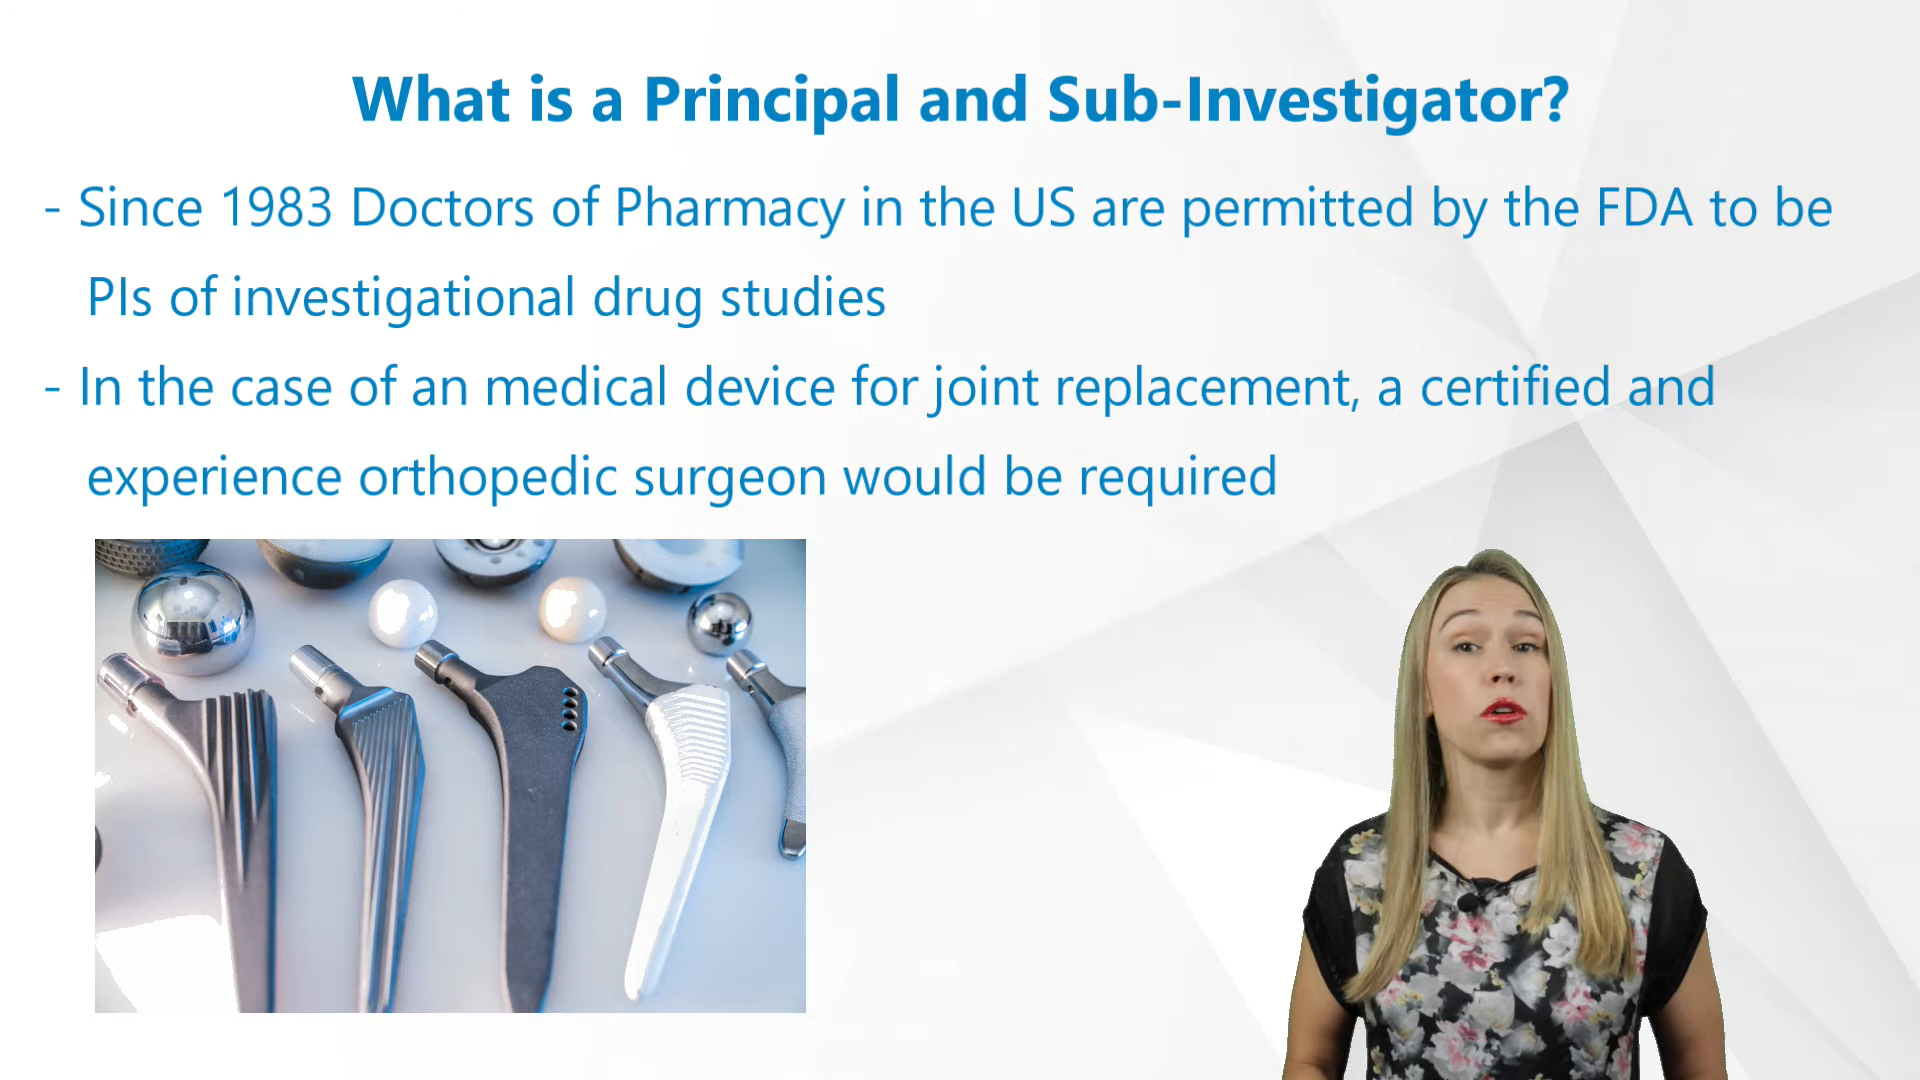 What is a Principal and Sub-Investigator?
- Since 1983 Doctors of Pharmacy in the US are permitted by the FDA to be
PIs of investigational drug studies
- In the case of an medical device for joint replacement, a certified and
experience orthopedic surgeon would be required